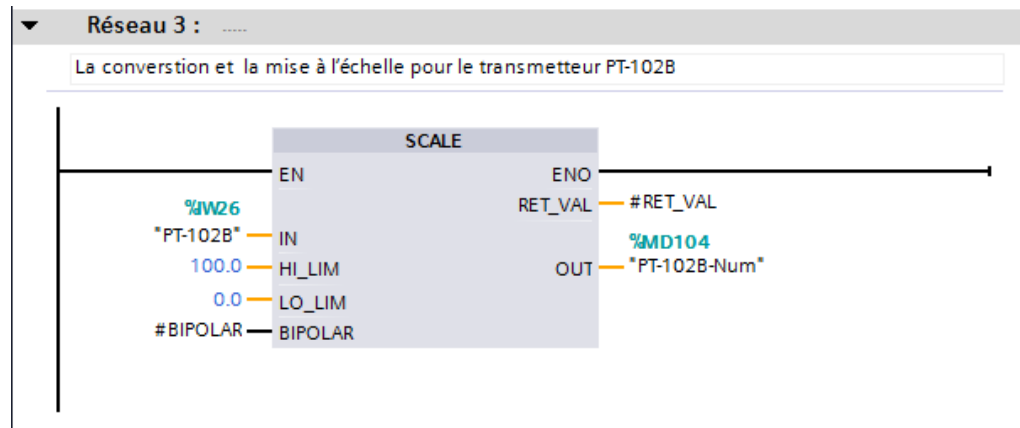 Réseau 3 : .....
La converstion et la mise à l'échelle pour le transmetteur PT-102B
SCALE
EN ENO
%IW26 RET_VAL #RET_VAL
"PT-102B" IN %MD104
100.0 HI_LIM OUT "PT-102B-Num"
0.0 LO_LIM
#BIPOLAR BIPOLAR